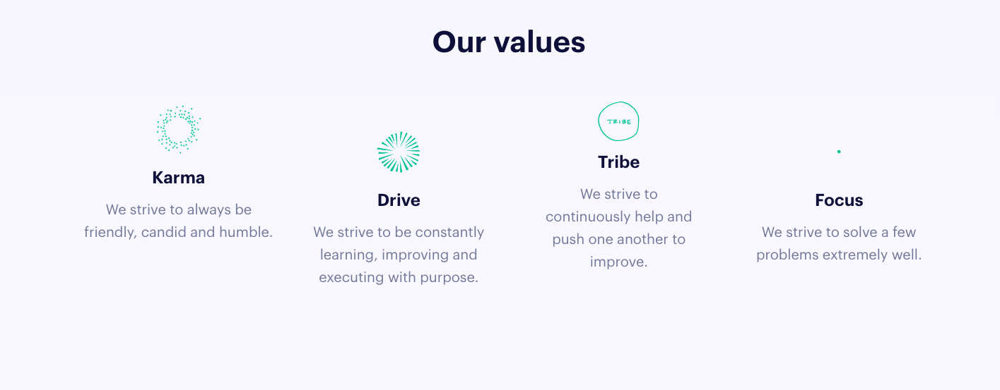 Our values
TRIBE
Karma
We strive to always be
friendly, candid and humble.
Drive
We strive to be constantly
learning, improving and
executing with purpose.
Tribe
We strive to
continuously help and
push one another to
improve.
Focus
We strive to solve a few
problems extremely well.